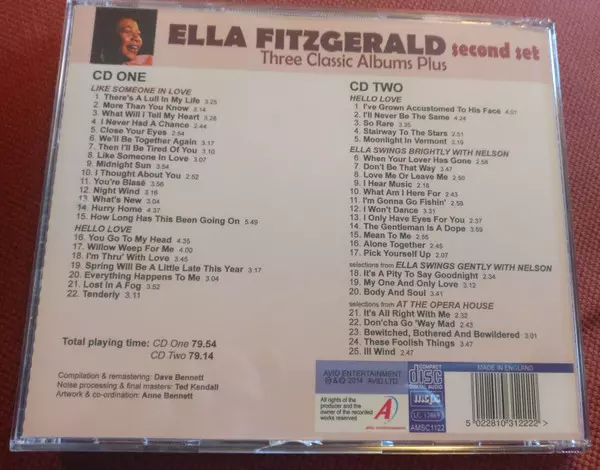 ELLA FITZGERALD second set
Three Classic Albums Plus
CD ONE
LIKE SOMEONE IN LOVE
1. There's A Lull In My Life 3.25
2. More Than You Know 3.14
3. What Will I Tell My Heart 3.28
4. I Never Had A Chance 2.44
5. Close Your Eyes 2.54
6. We'll Be Together Again 3.17
7. Then I'll Be Tired Of You 3.10
8. Like Someone In Love 3.07
9. Midnight Sun 3.54
10. I Thought About You 2.52
11. You're Blasé 3.56
12. Night Wind 3.16
13. What's New 3.04
14. Hurry Home 4.37
15. How Long Has This Been Going On 5.49
HELLO LOVE
16. You Go To My Head 4.35
17. Willow Weep For Me 4.00
18. I'm Thru' With Love 3.45
19. Spring Will Be A Little Late This Year 3.17
20. Everything Happens To Me 3.04
21. Lost In A Fog 3.52
22. Tenderly 3.11
Total playing time: CD One 79.54
CD Two 79.14
Compilation & remastering: Dave Bennett
Noise processing & final masters: Ted Kendall
Artwork & co-ordination: Anne Bennett
CD TWO
HELLO LOVE
1. I've Grown Accustomed To His Face 4.01
2. I'll Never Be The Same 4.24
3. So Rare 3.35
4. Stairway To The Stars 2.51
5. Moonlight In Vermont 3.19
ELLA SWINGS BRIGHTLY WITH NELSON
6. When Your Lover Has Gone 2.58
7. Don't Be That Way 3.47
8. Love Me Or Leave Me 2.50
9. I Hear Music 2.18
10. What Am I Here For 2.43
11. I'm Gonna Go Fishin' 2.58
12. I Won't Dance 3.31
13. I Only Have Eyes For You 2.37
14. The Gentleman Is A Dope 3.59
15. Mean To Me 2.55
16. Alone Together 2.45
17. Pick Yourself Up 2.07
selections from ELLA SWINGS GENTLY WITH NELSON
18. It's A Pity To Say Goodnight 2.34
19. My One And Only Love 3.13
20. Body And Soul 3.41
selections from AT THE OPERA HOUSE
21. It's All Right With Me 2.32
22. Don'cha Go 'Way Mad 2.43
23. Bewitched, Bothered And Bewildered 3.01
24. These Foolish Things 3.47
25. Ill Wind 2.47
AVID ENTERTAINMENT
℗ & © 2014 AVID LTD.
All rights of the
producer and the
owner of the recorded
works reserved
A
avid entertainment
COMPACT
disc
DIGITAL AUDIO
mcps
AMSC1122
MADE IN ENGLAND
5 022810 312222 >